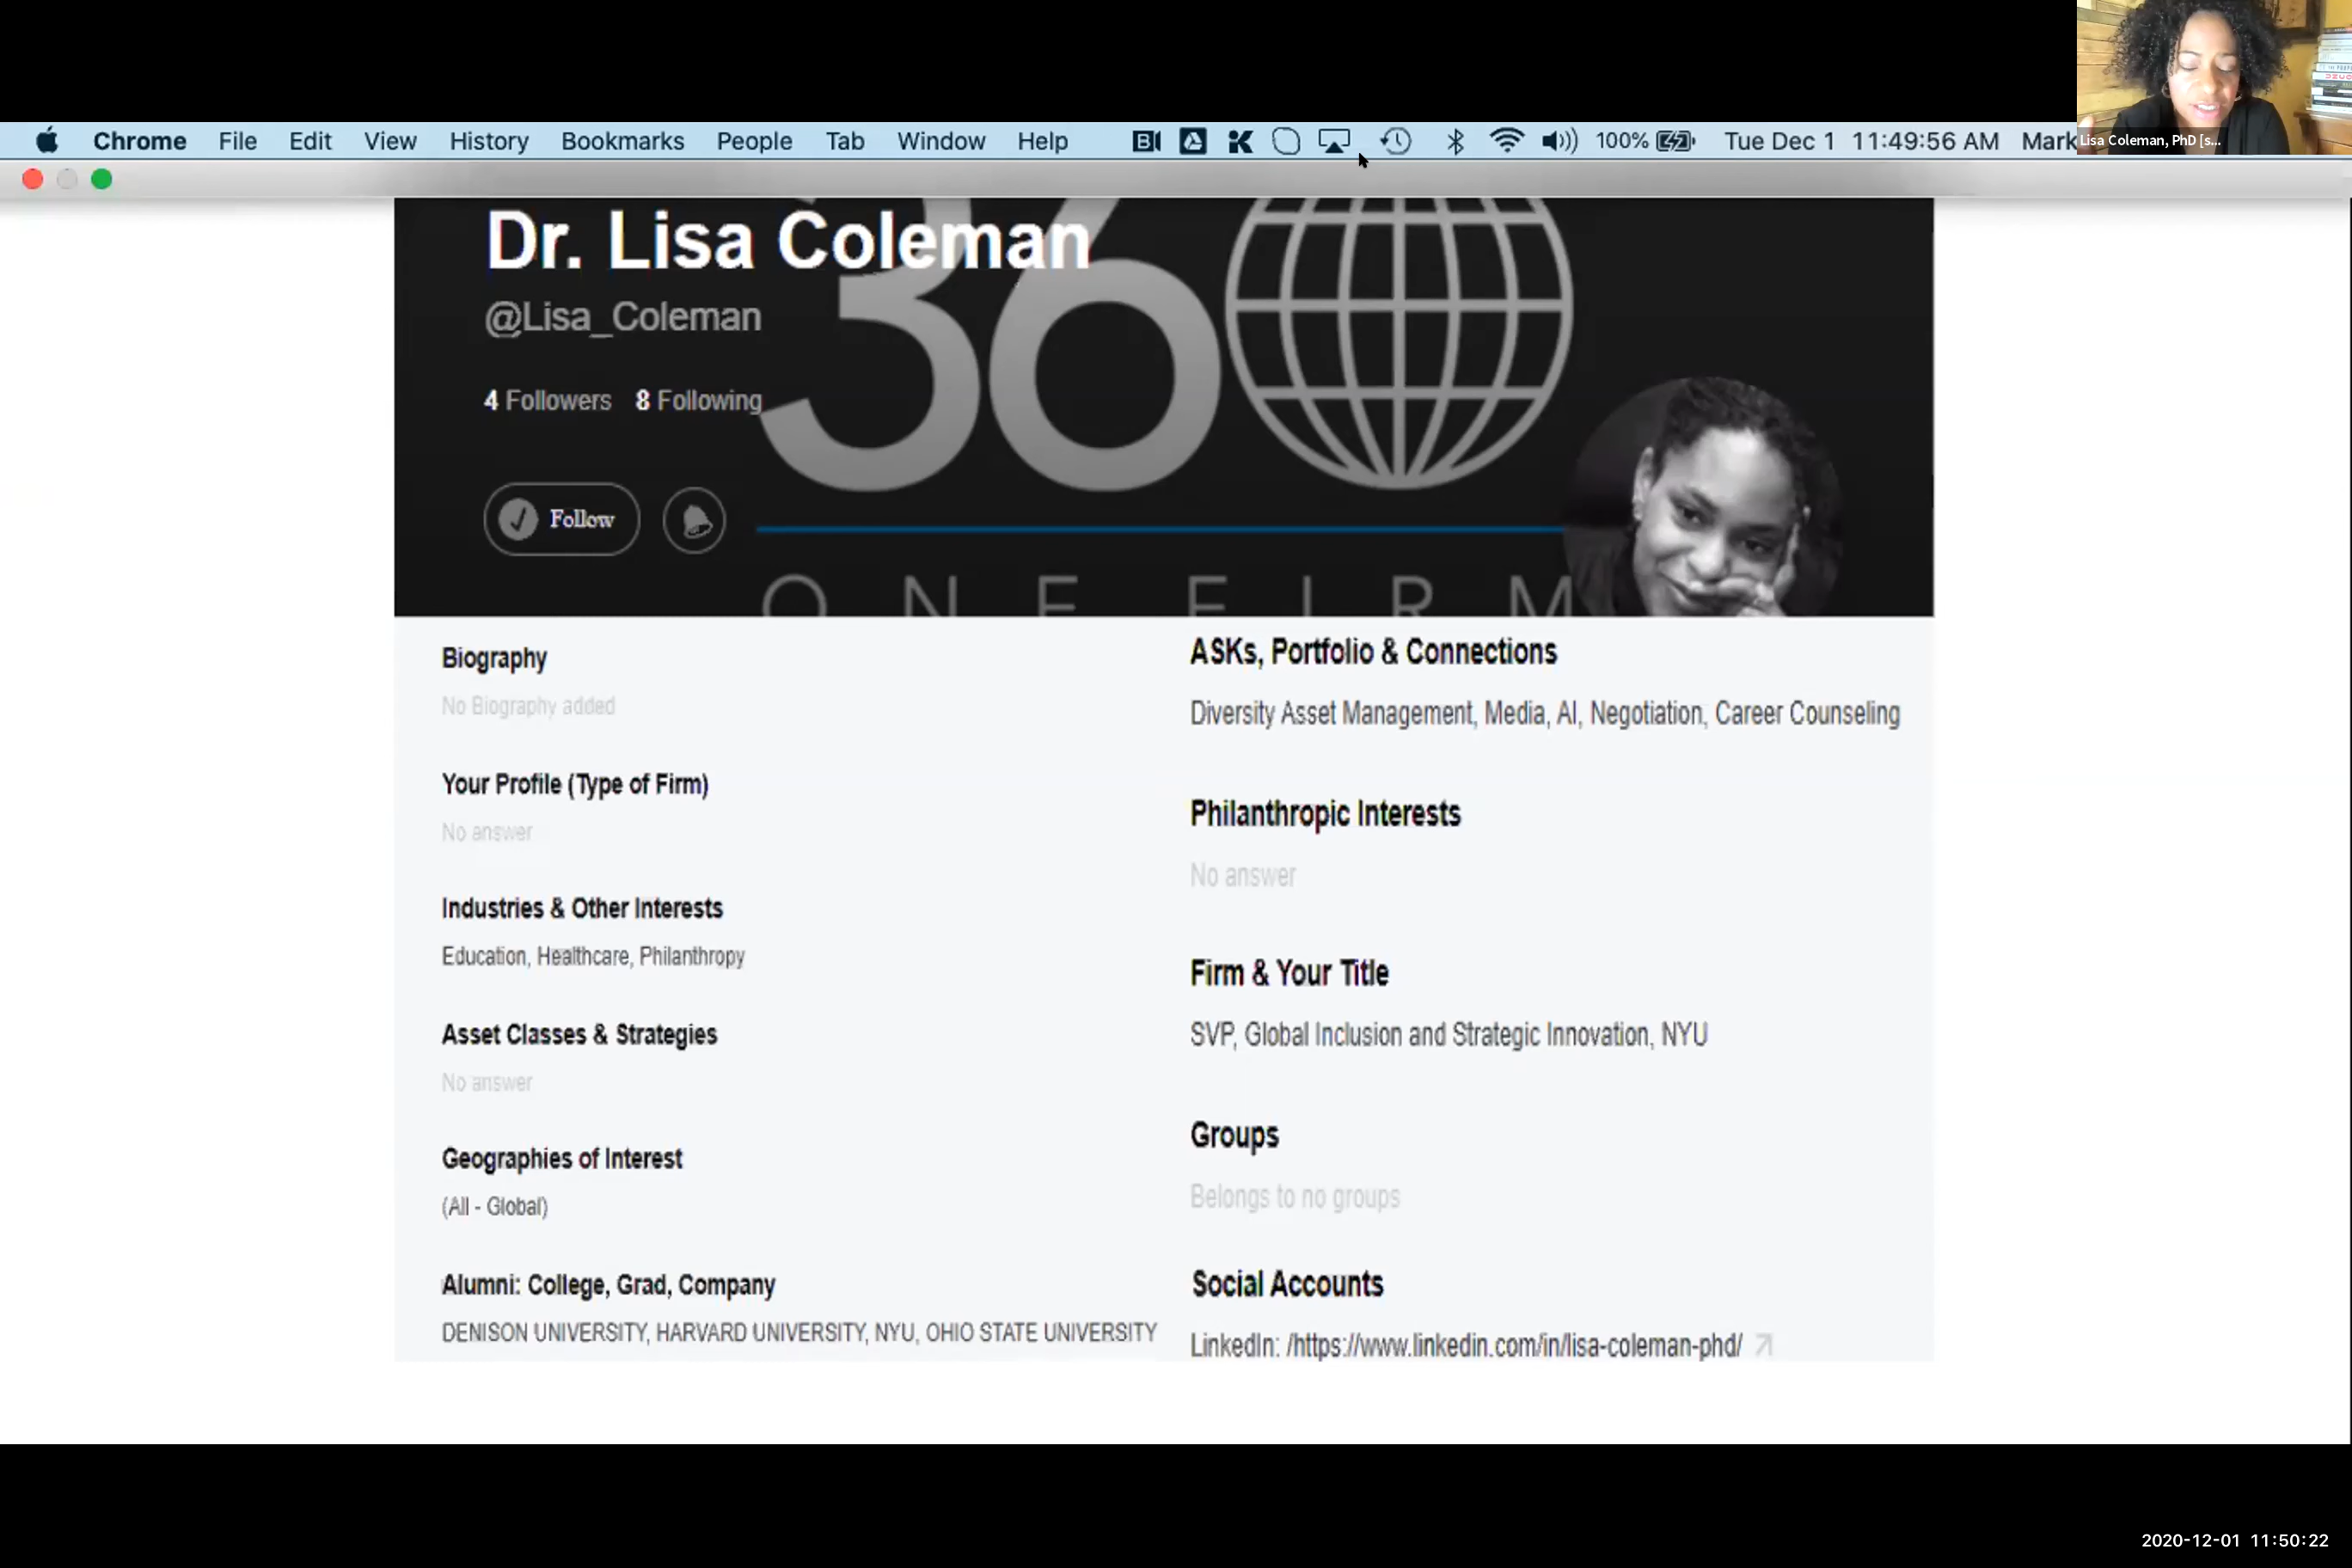 Chrome File Edit View History Bookmarks People Tab Window Help 100% Tue Dec 1 11:49:56 AM Mark
Lisa Coleman, PhD [s...
36
Dr. Lisa Coleman
@Lisa_Coleman
4 Followers 8 Following
Follow
ONE FIRM
Biography
No Biography added
Your Profile (Type of Firm)
No answer
Industries & Other Interests
Education, Healthcare, Philanthropy
Asset Classes & Strategies
No answer
Geographies of Interest
(All - Global)
Alumni: College, Grad, Company
DENISON UNIVERSITY, HARVARD UNIVERSITY, NYU, OHIO STATE UNIVERSITY
ASKs, Portfolio & Connections
Diversity Asset Management, Media, AI, Negotiation, Career Counseling
Philanthropic Interests
No answer
Firm & Your Title
SVP, Global Inclusion and Strategic Innovation, NYU
Groups
Belongs to no groups
Social Accounts
LinkedIn: /https://www.linkedin.com/in/lisa-coleman-phd/
2020-12-01 11:50:22